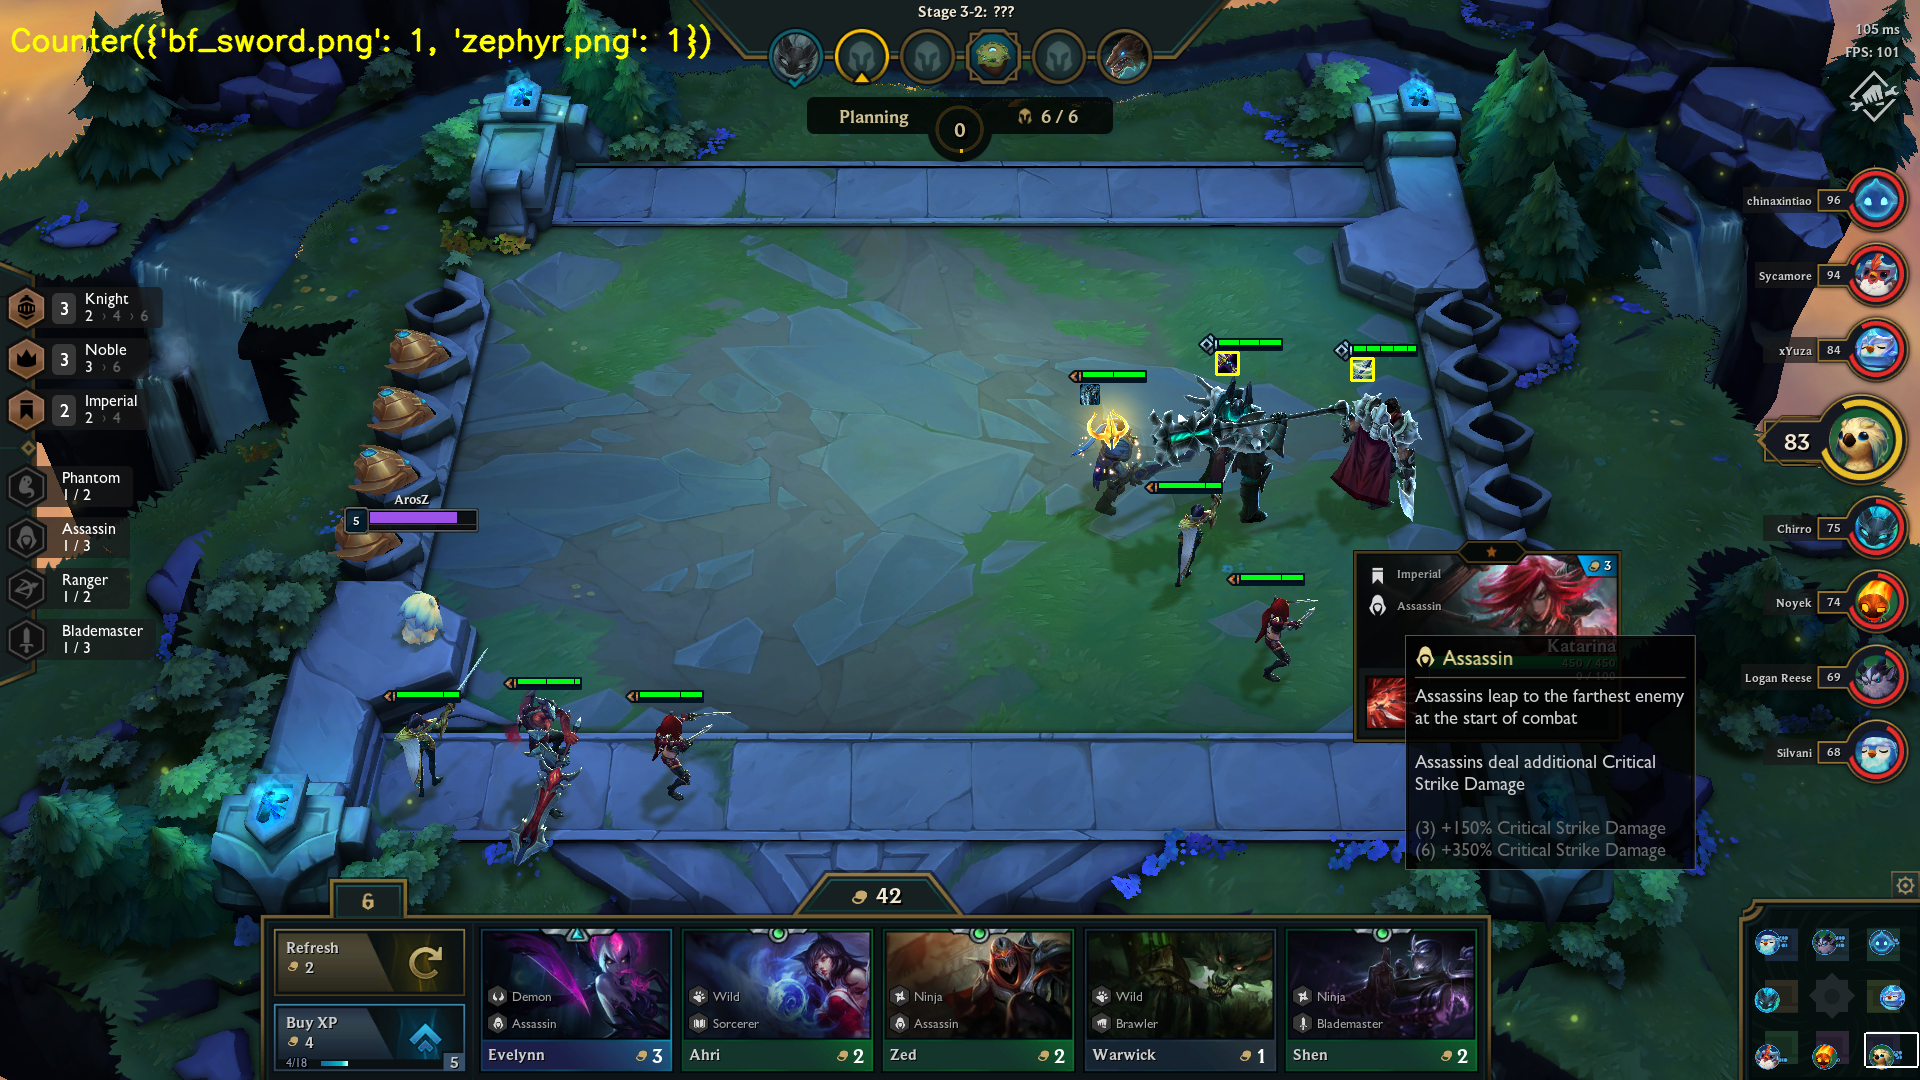 Stage 3-2: ???
Counter({'bf_sword.png': 1, 'zephyr.png': 1})
105 ms
FPS: 101
Planning
0
6 / 6
chinaxintiao 96
Sycamore 94
xYuza 84
83
Chirro 75
Noyek 74
Logan Reese 69
Silvani 68
3 Knight
2 › 4 › 6
3 Noble
3 › 6
2 Imperial
2 › 4
Phantom
1 / 2
Assassin
1 / 3
Ranger
1 / 2
Blademaster
1 / 3
ArosZ
5
Imperial
3
Assassin
Katarina
450 / 450
0 / 100
Assassin
Assassins leap to the farthest enemy
at the start of combat
Assassins deal additional Critical
Strike Damage
(3) +150% Critical Strike Damage
(6) +350% Critical Strike Damage
6
42
Refresh
2
Buy XP
4
4/18
5
Demon
Assassin
Evelynn 3
Wild
Sorcerer
Ahri 2
Ninja
Assassin
Zed 2
Wild
Brawler
Warwick 1
Ninja
Blademaster
Shen 2